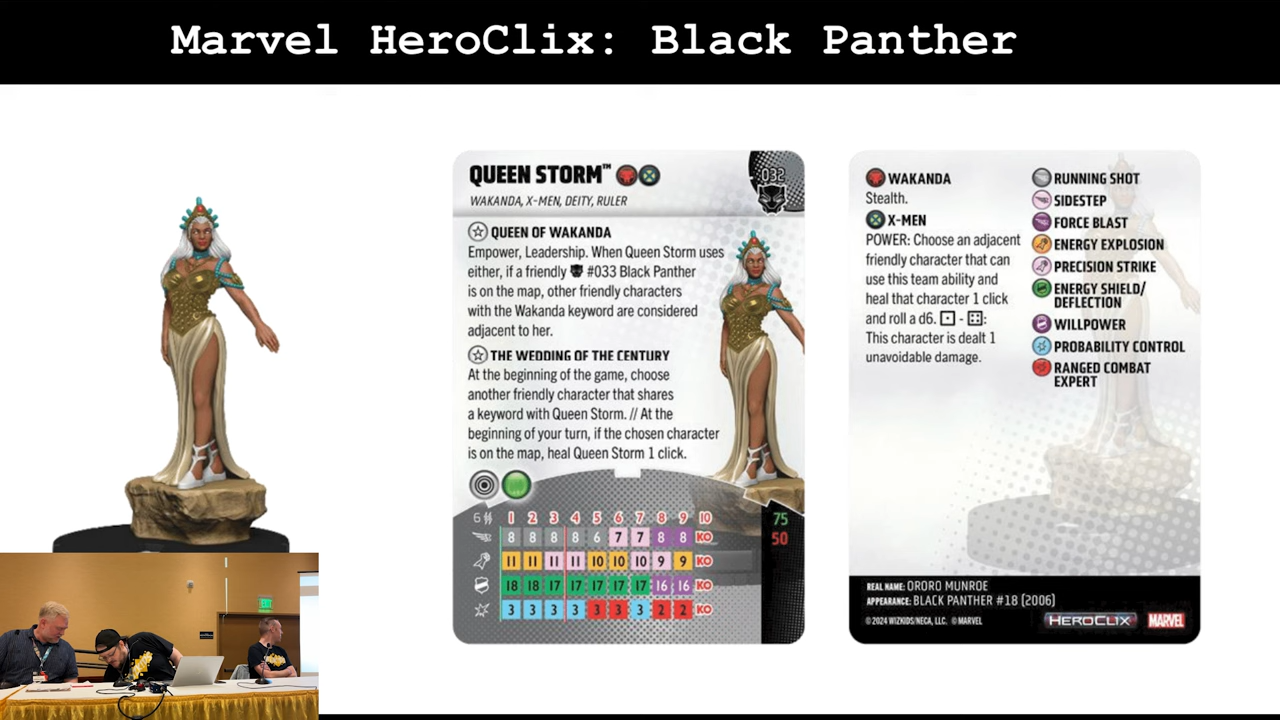 Marvel HeroClix: Black Panther
QUEEN STORM™
032
WAKANDA, X-MEN, DEITY, RULER
QUEEN OF WAKANDA
Empower, Leadership. When Queen Storm uses
either, if a friendly #033 Black Panther
is on the map, other friendly characters
with the Wakanda keyword are considered
adjacent to her.
THE WEDDING OF THE CENTURY
At the beginning of the game, choose
another friendly character that shares
a keyword with Queen Storm. // At the
beginning of your turn, if the chosen character
is on the map, heal Queen Storm 1 click.
6 1 2 3 4 5 6 7 8 9 10 75
8 8 8 8 6 7 7 8 8 KO 50
11 11 11 11 10 10 10 9 9 KO
18 18 17 17 17 17 17 16 16 KO
3 3 3 3 3 3 3 2 2 KO
WAKANDA
Stealth.
X-MEN
POWER: Choose an adjacent
friendly character that can
use this team ability and
heal that character 1 click
and roll a d6. ⚀ - ⚃:
This character is dealt 1
unavoidable damage.
RUNNING SHOT
SIDESTEP
FORCE BLAST
ENERGY EXPLOSION
PRECISION STRIKE
ENERGY SHIELD/
DEFLECTION
WILLPOWER
PROBABILITY CONTROL
RANGED COMBAT
EXPERT
REAL NAME: ORORO MUNROE
APPEARANCE: BLACK PANTHER #18 (2006)
© 2024 WIZKIDS/NECA, LLC. © MARVEL
HEROCLIX MARVEL
EXIT